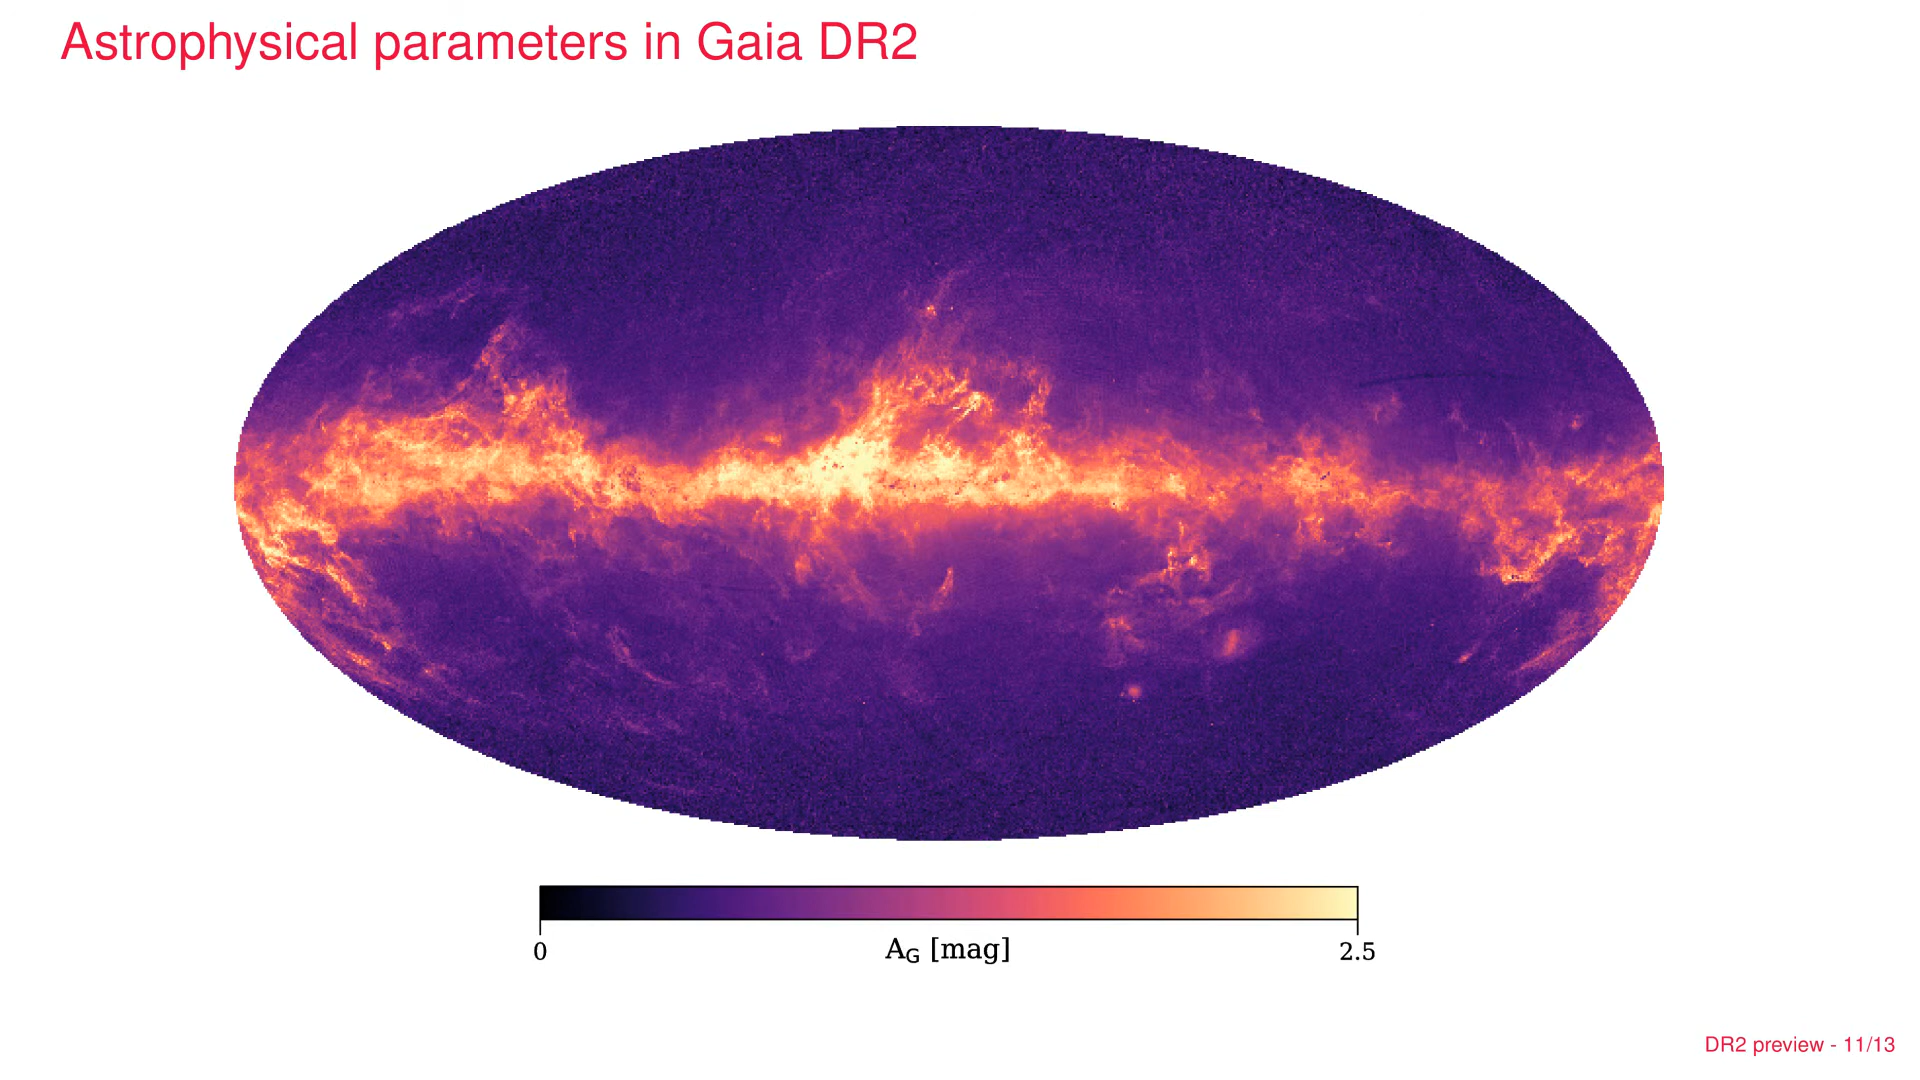 Astrophysical parameters in Gaia DR2
0 A_G [mag] 2.5
DR2 preview - 11/13